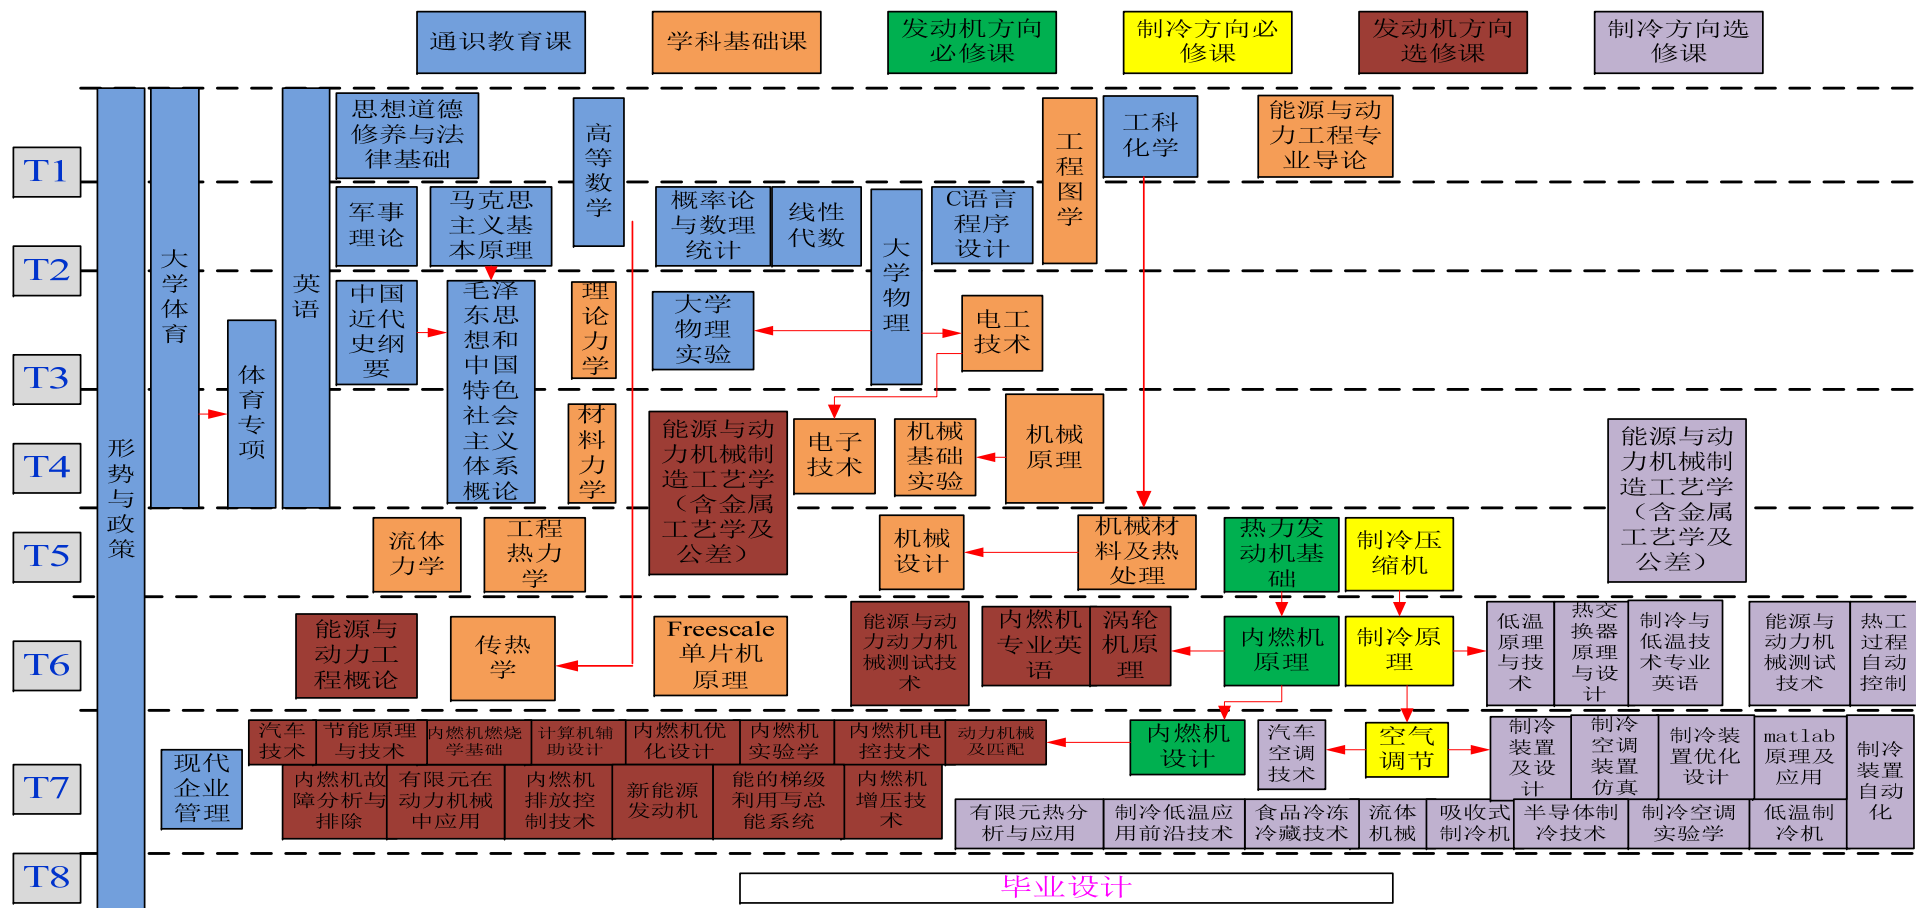 通识教育课
学科基础课
发动机方向
必修课
制冷方向必
修课
发动机方向
选修课
制冷方向选
修课
T1
T2
T3
T4
T5
T6
T7
T8
形势与政策
大学体育
体育专项
英语
思想道德
修养与法
律基础
高等数学
工程图学
工科
化学
能源与动
力工程专
业导论
军事
理论
马克思
主义基
本原理
概率论
与数理
统计
线性
代数
大学物理
C语言
程序
设计
中国
近代
史纲
要
毛泽
东思
想和
中国
特色
社会
主义
体系
概论
理论力学
大学
物理
实验
电工
技术
材料力学
能源与动
力机械制
造工艺学
（含金属
工艺学及
公差）
电子
技术
机械
基础
实验
机械
原理
能源与动
力机械制
造工艺学
（含金属
工艺学及
公差）
流体
力学
工程
热力
学
机械
设计
机械材
料及热
处理
热力发
动机基
础
制冷压
缩机
能源与
动力工
程概论
传热
学
Freescale
单片机
原理
能源与动
力动力机
械测试技
术
内燃机
专业英
语
涡轮
机原
理
内燃机
原理
制冷原
理
低温
原理
与技
术
热交
换器
原理
与设
计
制冷与
低温技
术专业
英语
能源与
动力机
械测试
技术
热工
过程
自动
控制
现代
企业
管理
汽车
技术
节能原理
与技术
内燃机燃烧
学基础
计算机辅
助设计
内燃机优
化设计
内燃机
实验学
内燃机电
控技术
动力机械
及匹配
内燃机
设计
汽车
空调
技术
空气
调节
制冷
装置
及设
计
制冷
空调
装置
仿真
制冷装
置优化
设计
matlab
原理及
应用
制冷
装置
自动
化
内燃机故
障分析与
排除
有限元在
动力机械
中应用
内燃机
排放控
制技术
新能源
发动机
能的梯级
利用与总
能系统
内燃机
增压技
术
有限元热分
析与应用
制冷低温应
用前沿技术
食品冷冻
冷藏技术
流体
机械
吸收式
制冷机
半导体制
冷技术
制冷空调
实验学
低温制
冷机
毕业设计